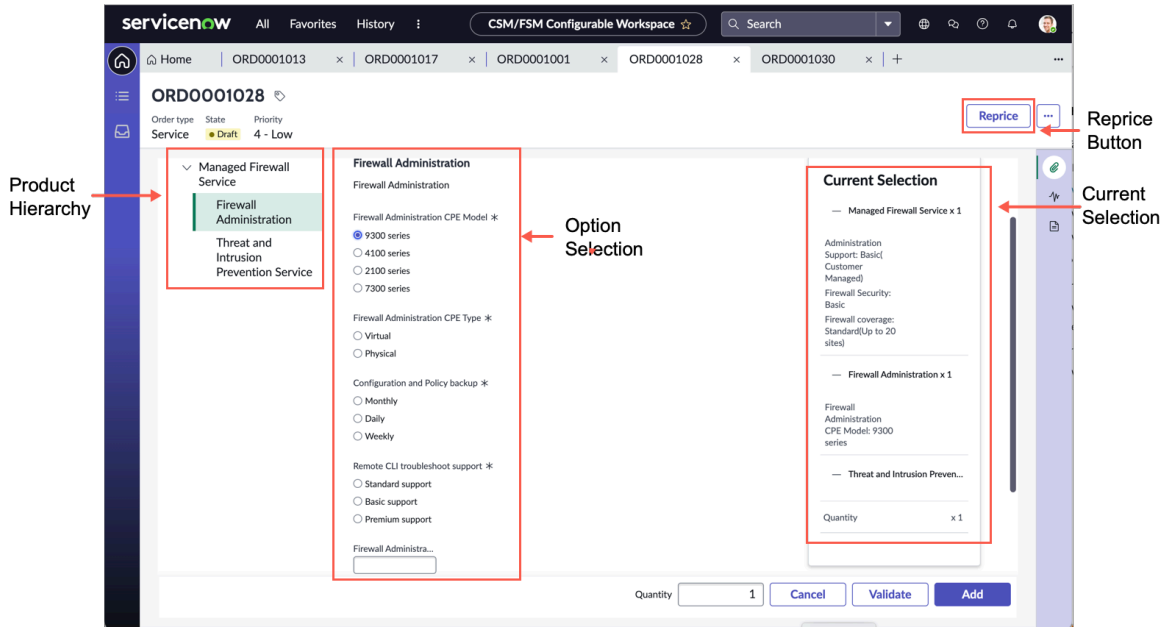 servicenow All Favorites History CSM/FSM Configurable Workspace Search
Home ORD0001013 × ORD0001017 × ORD0001001 × ORD0001028 × ORD0001030 × +
ORD0001028
Order type State Priority
Service Draft 4 - Low
Reprice
Reprice
Button
Product
Hierarchy
Managed Firewall
Service
Firewall
Administration
Threat and
Intrusion
Prevention Service
Firewall Administration
Firewall Administration
Firewall Administration CPE Model *
9300 series
4100 series
2100 series
7300 series
Firewall Administration CPE Type *
Virtual
Physical
Configuration and Policy backup *
Monthly
Daily
Weekly
Remote CLI troubleshoot support *
Standard support
Basic support
Premium support
Firewall Administra...
Option
Selection
Current Selection
— Managed Firewall Service x 1
Administration
Support: Basic(
Customer
Managed)
Firewall Security:
Basic
Firewall coverage:
Standard(Up to 20
sites)
— Firewall Administration x 1
Firewall
Administration
CPE Model: 9300
series
— Threat and Intrusion Preven...
Quantity x 1
Current
Selection
Quantity 1 Cancel Validate Add